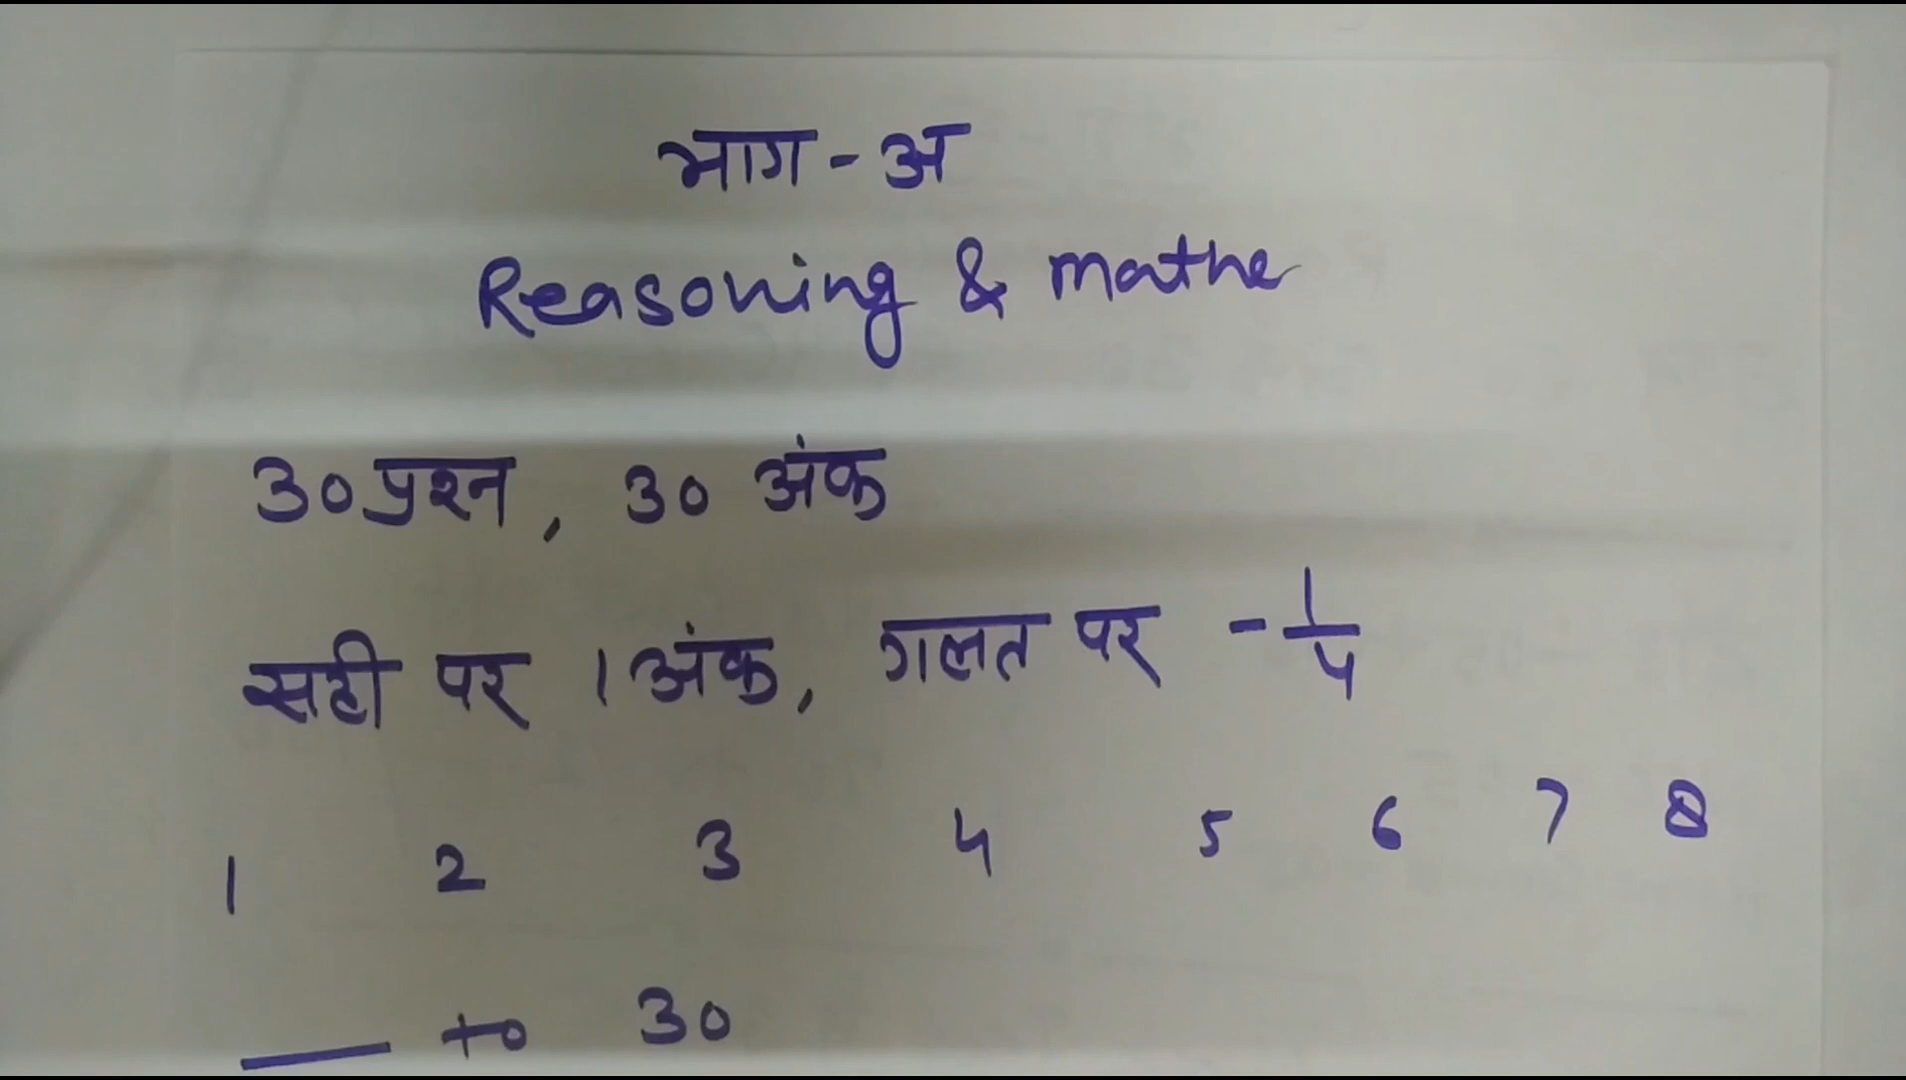 भाग - अ
Reasoning & mathe
30 प्रश्न, 30 अंक
सही पर 1 अंक, गलत पर - 1/4
1 2 3 4 5 6 7 8
___ to 30